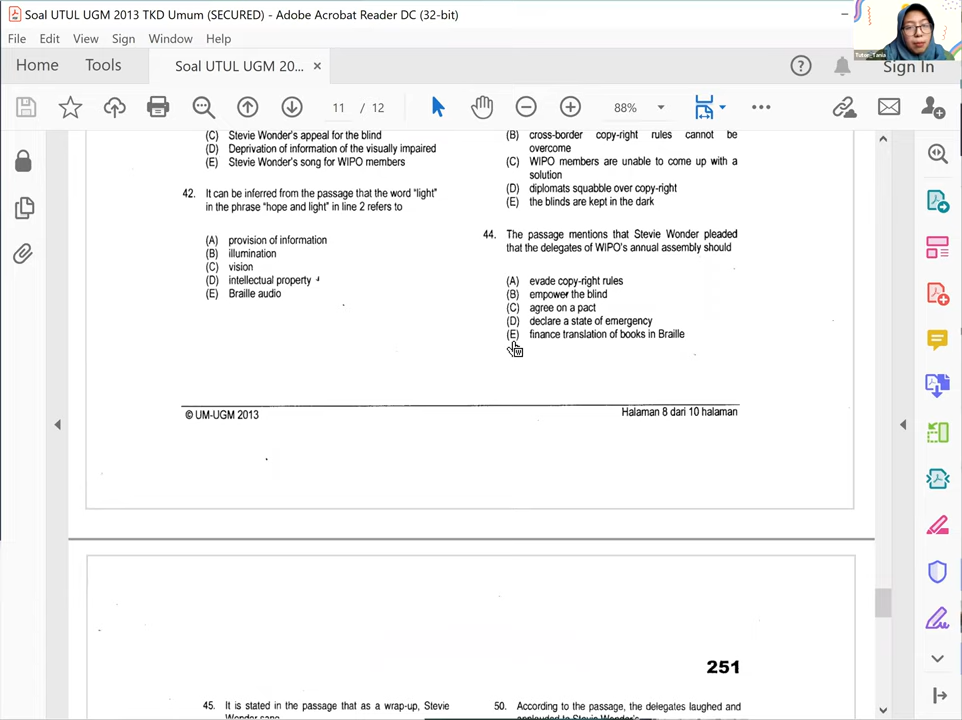 Soal UTUL UGM 2013 TKD Umum (SECURED) - Adobe Acrobat Reader DC (32-bit)
File Edit View Sign Window Help
Home Tools Soal UTUL UGM 20... ×
Sign In
11 / 12 88%
(C) Stevie Wonder's appeal for the blind
(D) Deprivation of information of the visually impaired
(E) Stevie Wonder's song for WIPO members
42. It can be inferred from the passage that the word “light”
in the phrase “hope and light” in line 2 refers to
(A) provision of information
(B) illumination
(C) vision
(D) intellectual property
(E) Braille audio
(B) cross-border copy-right rules cannot be
overcome
(C) WIPO members are unable to come up with a
solution
(D) diplomats squabble over copy-right
(E) the blinds are kept in the dark
44. The passage mentions that Stevie Wonder pleaded
that the delegates of WIPO's annual assembly should
(A) evade copy-right rules
(B) empower the blind
(C) agree on a pact
(D) declare a state of emergency
(E) finance translation of books in Braille
© UM-UGM 2013
Halaman 8 dari 10 halaman
251
45. It is stated in the passage that as a wrap-up, Stevie
Wonder sang
50. According to the passage, the delegates laughed and
applauded to Stevie Wonder's